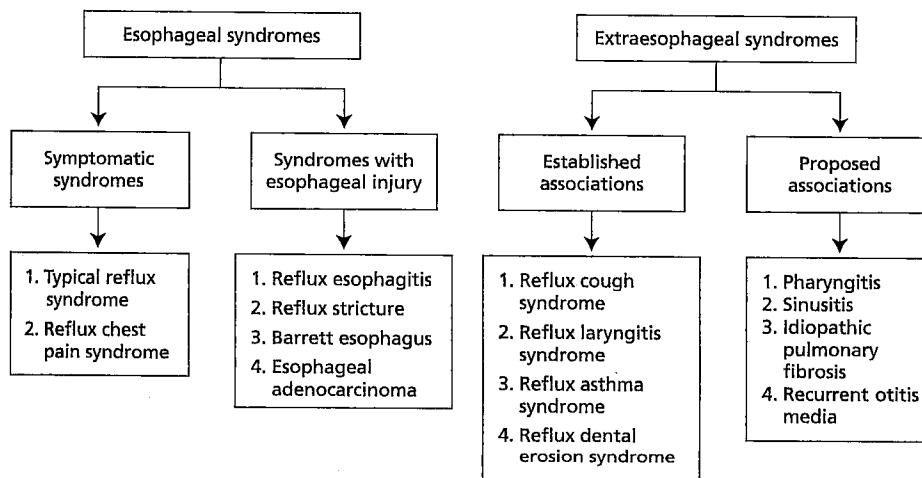 Esophageal syndromes
Symptomatic
syndromes
1. Typical reflux
syndrome
2. Reflux chest
pain syndrome
Syndromes with
esophageal injury
1. Reflux esophagitis
2. Reflux stricture
3. Barrett esophagus
4. Esophageal
adenocarcinoma
Extraesophageal syndromes
Established
associations
1. Reflux cough
syndrome
2. Reflux laryngitis
syndrome
3. Reflux asthma
syndrome
4. Reflux dental
erosion syndrome
Proposed
associations
1. Pharyngitis
2. Sinusitis
3. Idiopathic
pulmonary
fibrosis
4. Recurrent otitis
media